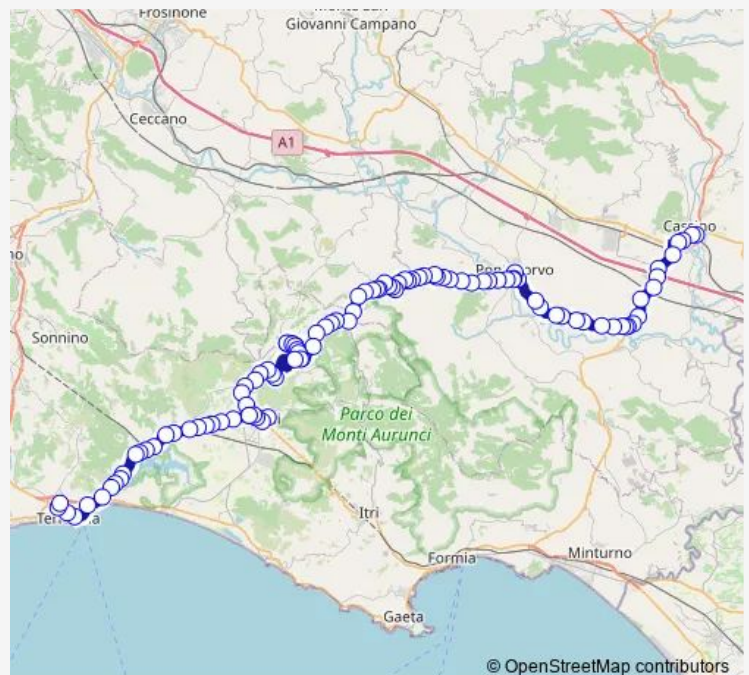 Frosinone
Giovanni Campano
Ceccano
A1
Cassino
Sonnino
Parco dei
Monti Aurunci
Itri
Formia
Minturno
Gaeta
© OpenStreetMap contributors